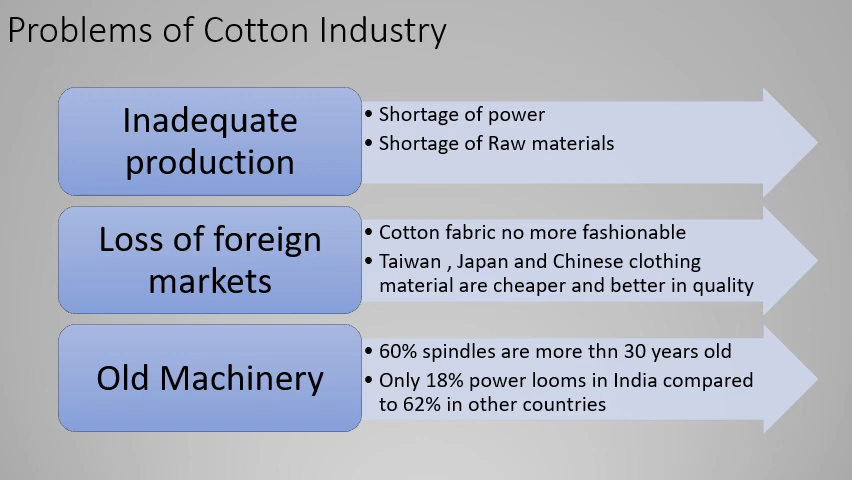 Problems of Cotton Industry
Inadequate
production
• Shortage of power
• Shortage of Raw materials
Loss of foreign
markets
• Cotton fabric no more fashionable
• Taiwan , Japan and Chinese clothing
material are cheaper and better in quality
Old Machinery
• 60% spindles are more thn 30 years old
• Only 18% power looms in India compared
to 62% in other countries